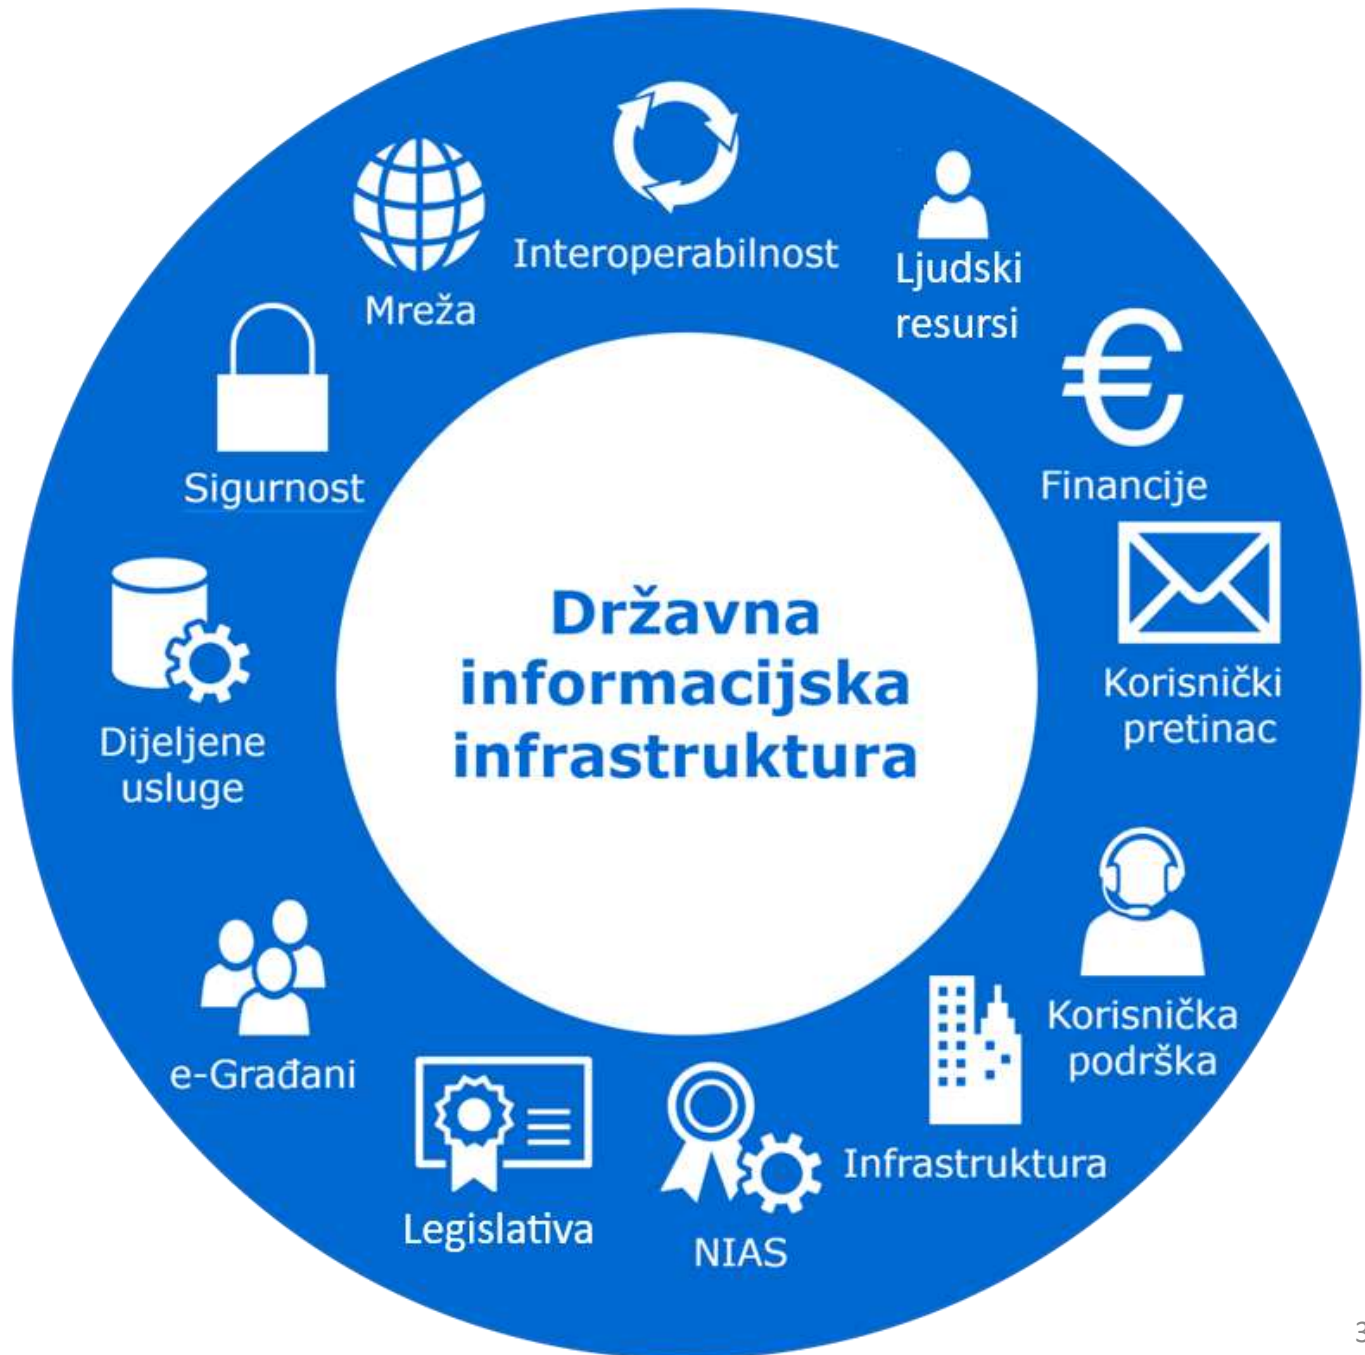 Interoperabilnost
Ljudski
resursi
Mreža
Financije
Sigurnost
Korisnički
pretinac
Državna
informacijska
infrastruktura
Dijeljene
usluge
Korisnička
podrška
e-Građani
Infrastruktura
Legislativa
NIAS
3